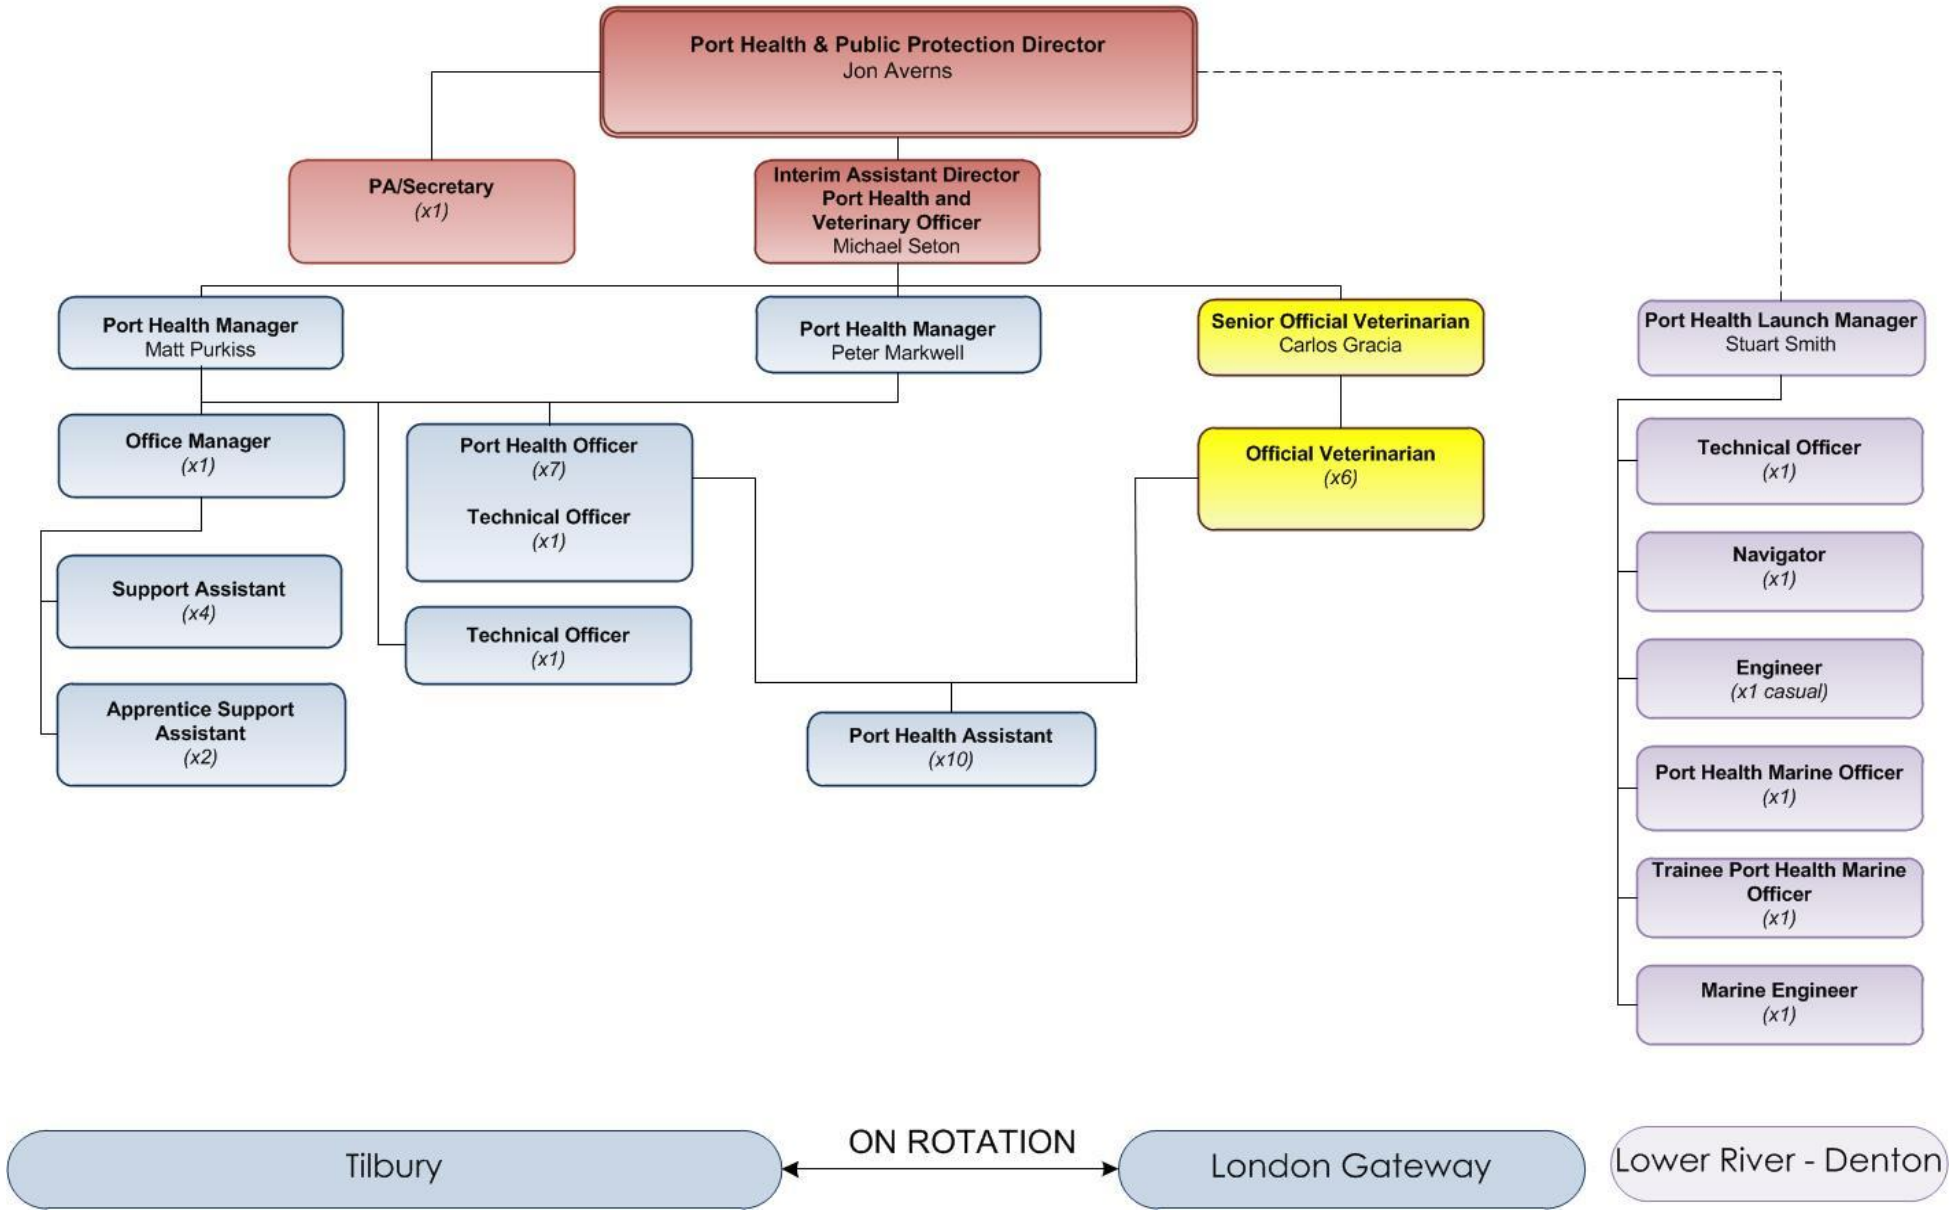 Port Health & Public Protection Director
Jon Averns
PA/Secretary
(x1)
Interim Assistant Director
Port Health and
Veterinary Officer
Michael Seton
Port Health Manager
Matt Purkiss
Port Health Manager
Peter Markwell
Senior Official Veterinarian
Carlos Gracia
Port Health Launch Manager
Stuart Smith
Office Manager
(x1)
Port Health Officer
(x7)
Technical Officer
(x1)
Official Veterinarian
(x6)
Technical Officer
(x1)
Support Assistant
(x4)
Technical Officer
(x1)
Navigator
(x1)
Apprentice Support
Assistant
(x2)
Port Health Assistant
(x10)
Engineer
(x1 casual)
Port Health Marine Officer
(x1)
Trainee Port Health Marine
Officer
(x1)
Marine Engineer
(x1)
Tilbury
ON ROTATION
London Gateway
Lower River - Denton